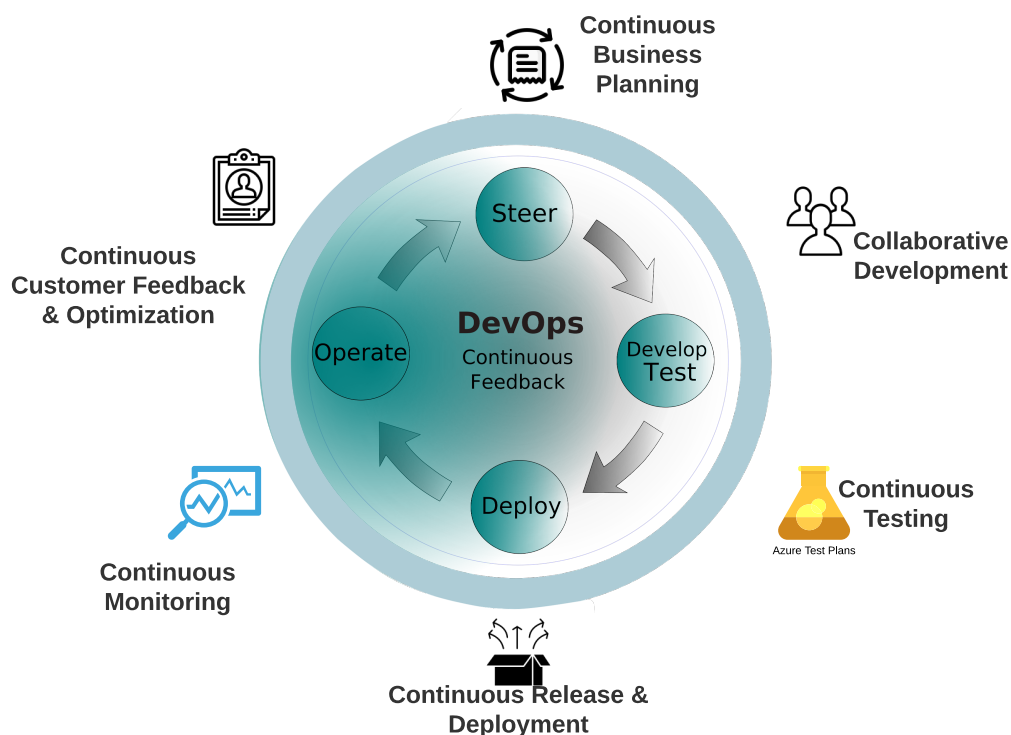 Continuous
Business
Planning
Collaborative
Development
Continuous
Customer Feedback
& Optimization
Steer
Operate
DevOps
Continuous
Feedback
Develop
Test
Deploy
Continuous
Testing
Azure Test Plans
Continuous
Monitoring
Continuous Release &
Deployment